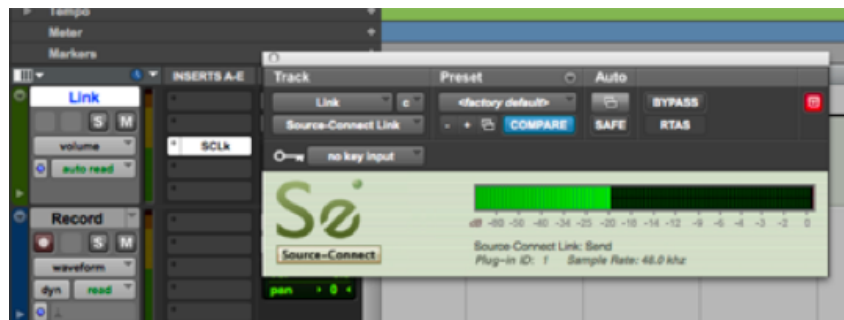 Tempo
Meter
Markers
INSERTS A-E
Link
S M
volume
auto read
SCLk
Record
S M
waveform
dyn read
pan 0
Track Preset Auto
Link c <factory default> BYPASS
Source-Connect Link - + COMPARE SAFE RTAS
no key input
Se
Source-Connect
dB -60 -50 -40 -34 -25 -20 -18 -14 -12 -9 -6 -4 -3 -2 0
Source-Connect Link: Send
Plug-in ID: 1 Sample Rate: 48.0 khz